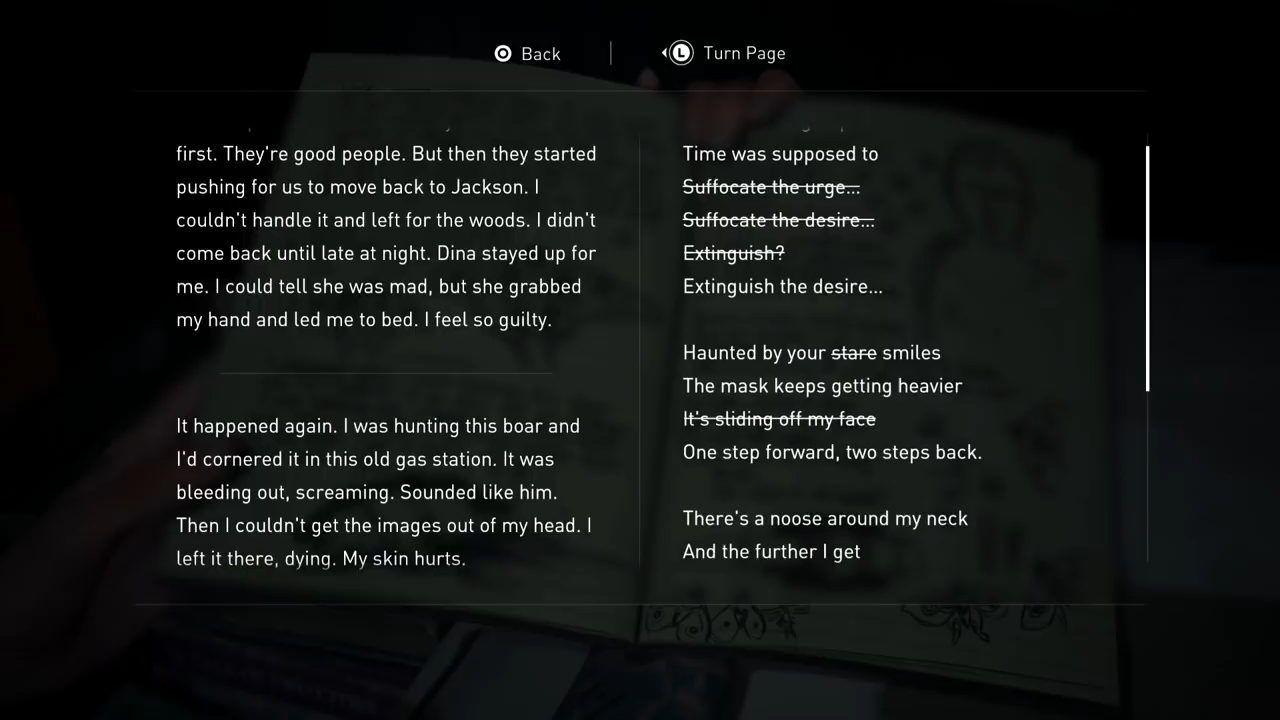 Back
L Turn Page
first. They're good people. But then they started
pushing for us to move back to Jackson. I
couldn't handle it and left for the woods. I didn't
come back until late at night. Dina stayed up for
me. I could tell she was mad, but she grabbed
my hand and led me to bed. I feel so guilty.
It happened again. I was hunting this boar and
I'd cornered it in this old gas station. It was
bleeding out, screaming. Sounded like him.
Then I couldn't get the images out of my head. I
left it there, dying. My skin hurts.
Time was supposed to
Suffocate the urge...
Suffocate the desire...
Extinguish?
Extinguish the desire...
Haunted by your stare smiles
The mask keeps getting heavier
It's sliding off my face
One step forward, two steps back.
There's a noose around my neck
And the further I get